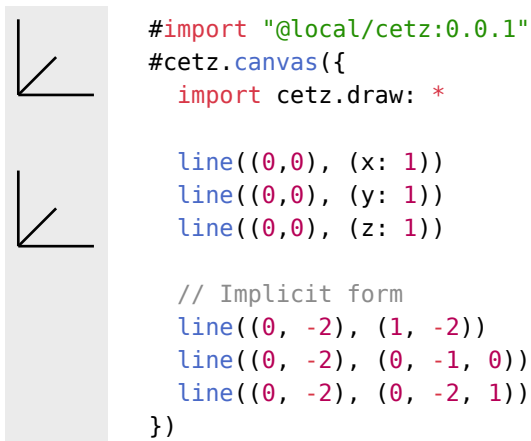 #import "@local/cetz:0.0.1"
#cetz.canvas({
  import cetz.draw: *

  line((0,0), (x: 1))
  line((0,0), (y: 1))
  line((0,0), (z: 1))

  // Implicit form
  line((0, -2), (1, -2))
  line((0, -2), (0, -1, 0))
  line((0, -2), (0, -2, 1))
})